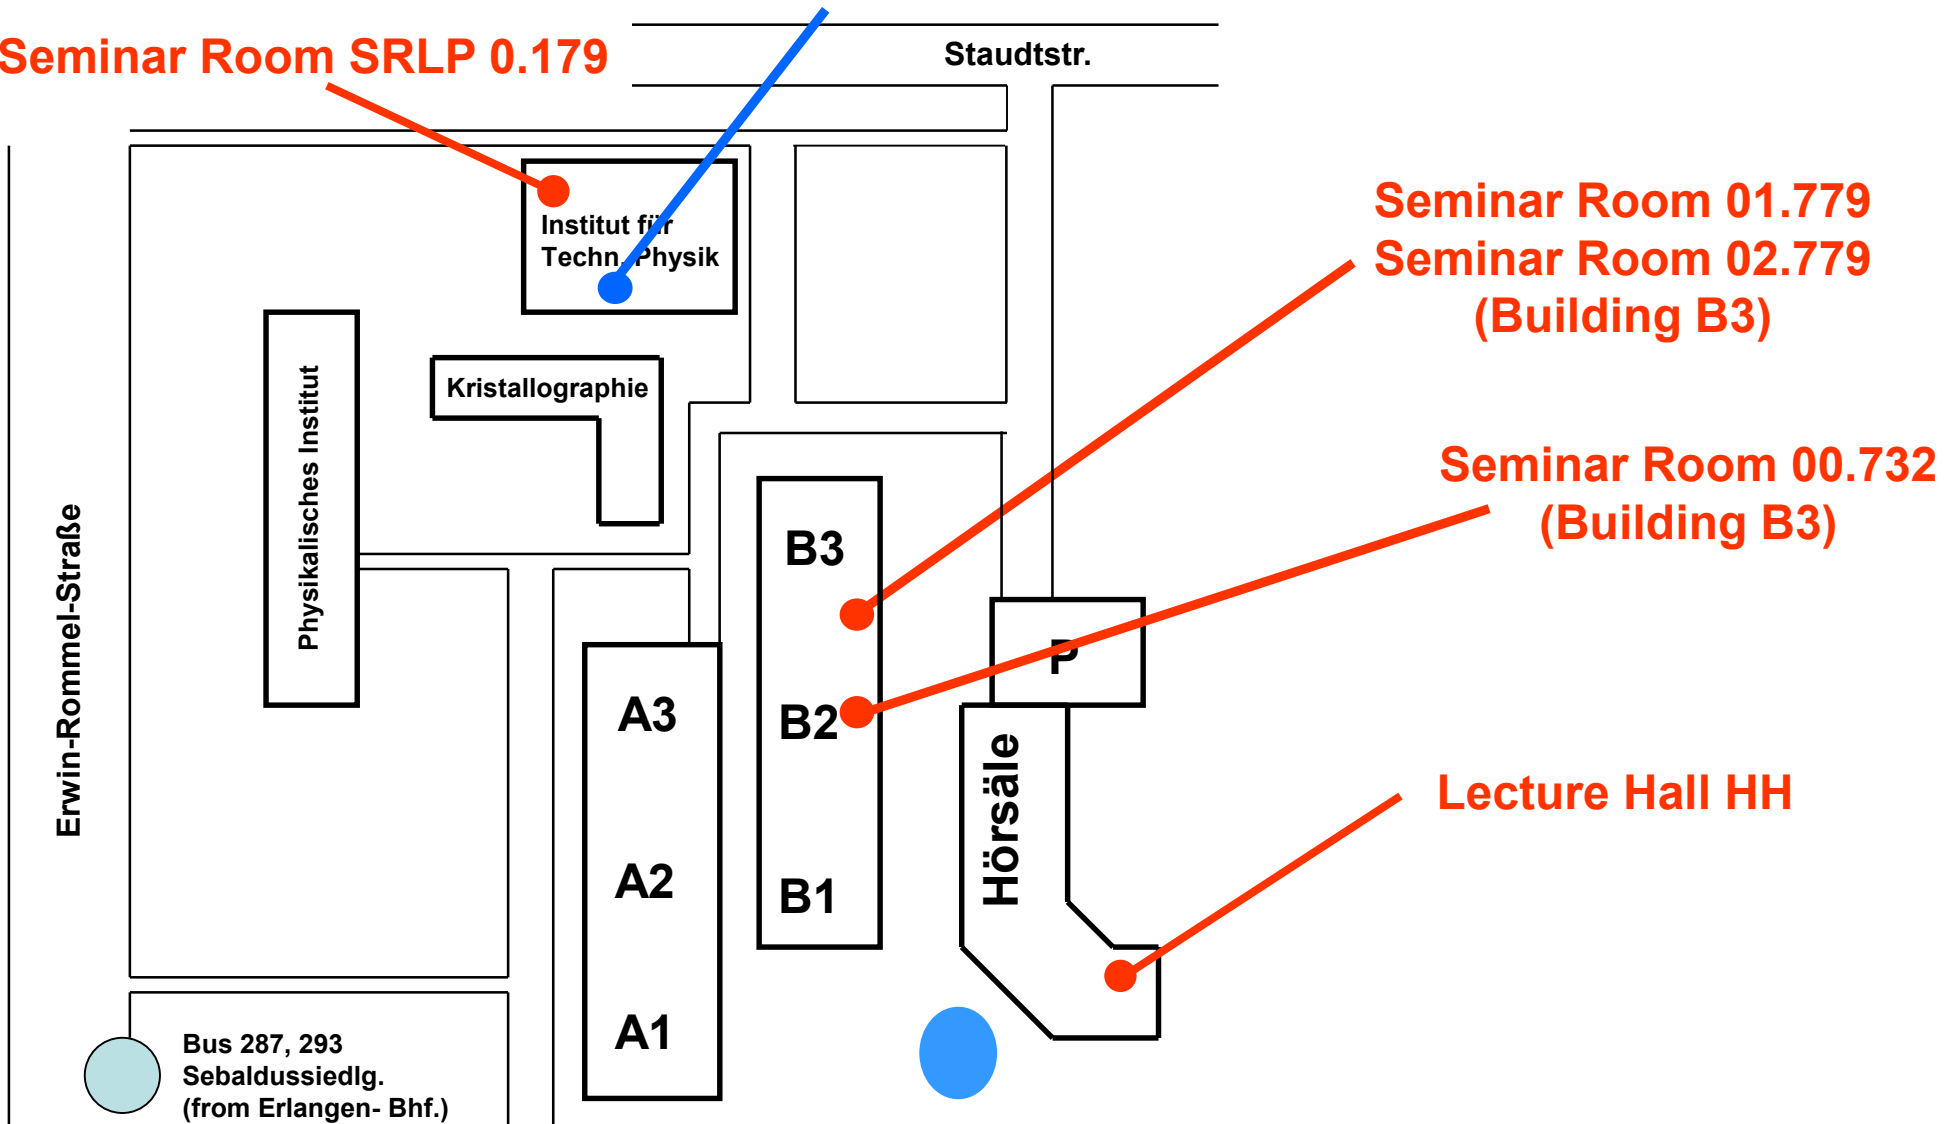 Staudtstr.
Seminar Room SRLP 0.179
Institut für
Techn. Physik
Seminar Room 01.779
Seminar Room 02.779
(Building B3)
Kristallographie
Physikalisches Institut
Seminar Room 00.732
(Building B3)
Erwin-Rommel-Straße
B3
P
A3
B2
Hörsäle
Lecture Hall HH
A2
B1
A1
Bus 287, 293
Sebaldussiedlg.
(from Erlangen- Bhf.)